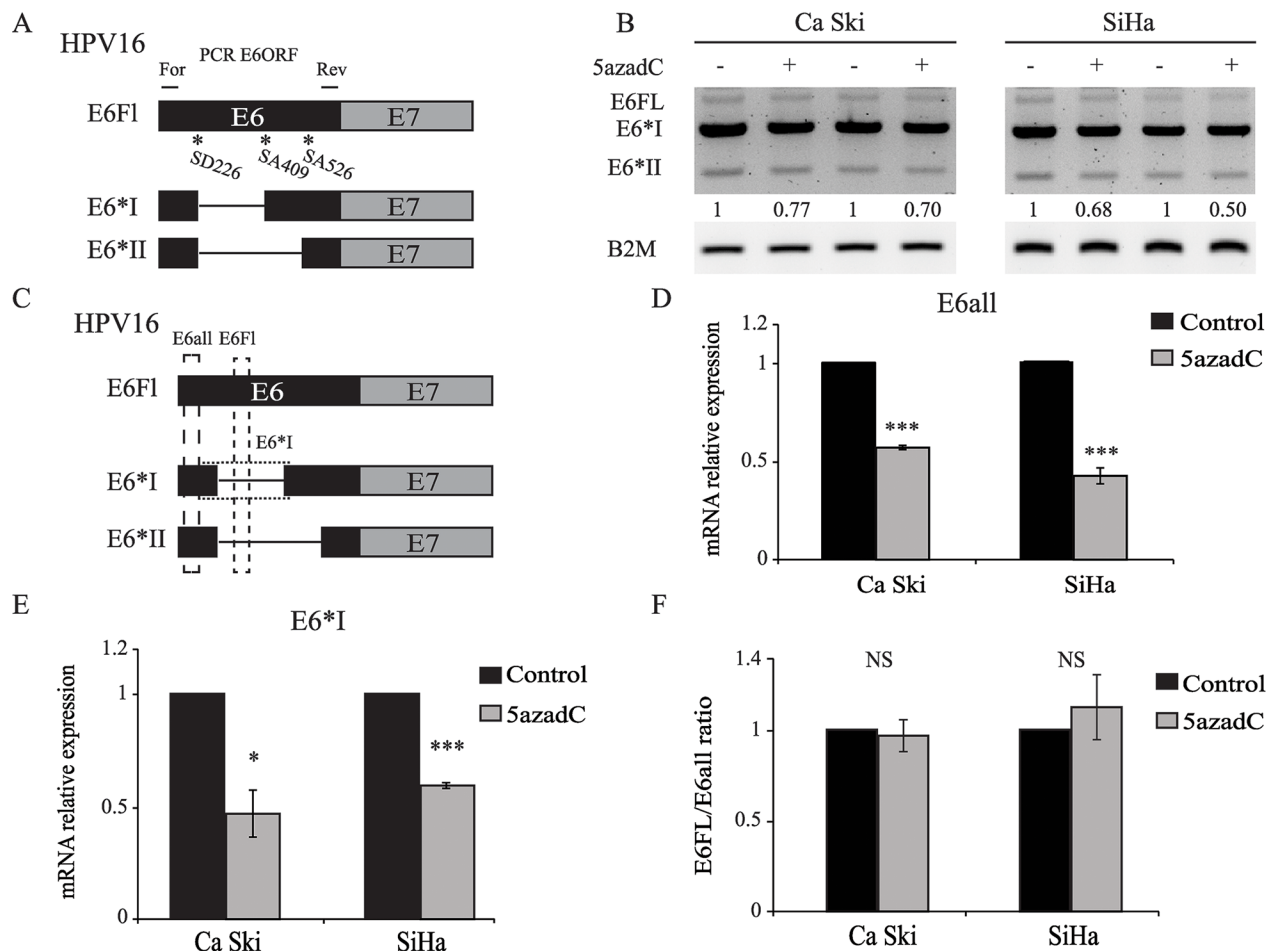 A
HPV16
PCR E6ORF
For
Rev
E6Fl
E6
E7
*
*
*
SD226
SA409
SA526
E6*I
E7
E6*II
E7
B
Ca Ski
SiHa
5azadC
- + - +
- + - +
E6FL
E6*I
E6*II
1 0.77 1 0.70
1 0.68 1 0.50
B2M
C
HPV16
E6all
E6Fl
E6Fl
E6
E7
E6*I
E6*I
E7
E6*II
E7
D
E6all
mRNA relative expression
1.2
1
0.5
0
***
***
Ca Ski
SiHa
Control
5azadC
E
E6*I
mRNA relative expression
1.2
1
0.5
0
*
***
Ca Ski
SiHa
Control
5azadC
F
E6FL/E6all ratio
1.4
1
0.5
0
NS
NS
Ca Ski
SiHa
Control
5azadC